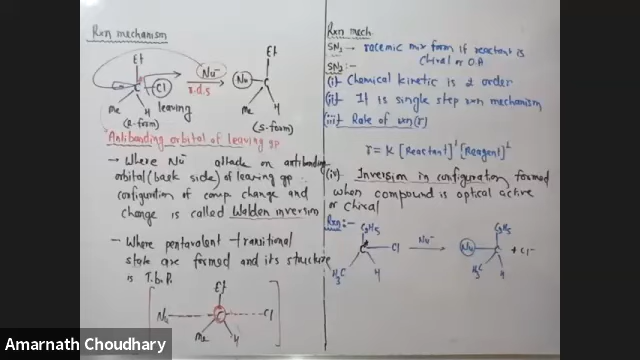 Rxn mechanism
Et
Nu⁻
C
Cl
r.d.s
Me
H
leaving
(R-form)
Et
Nu
C
Me
H
(S-form)
Antibonding orbital of leaving gp
→ Where Nu⁻ attack on antibonding
orbital (back side) of leaving gp ∴
configuration of comp. change and
change is called Walden inversion
→ Where pentavalent transitional
state are formed and its structure
is T.b.P.
Et
Nu
C
Cl
Me
H
Rxn mech.
SN1 → racemic mix form if reactant is
chiral or O.A
SN2:-
(i) Chemical kinetic is 2 order
(ii) It is single step rxn mechanism
(iii) Rate of rxn(r)
r = K [Reactant]¹ [Reagent]¹
(iv) Inversion in configuration formed
when compound is optical active
or chiral
Rxn:-
C₂H₅
C
Cl
H₃C
H
Nu⁻
C₂H₅
Nu
C
H₃C
H
+ Cl⁻
Amarnath Choudhary